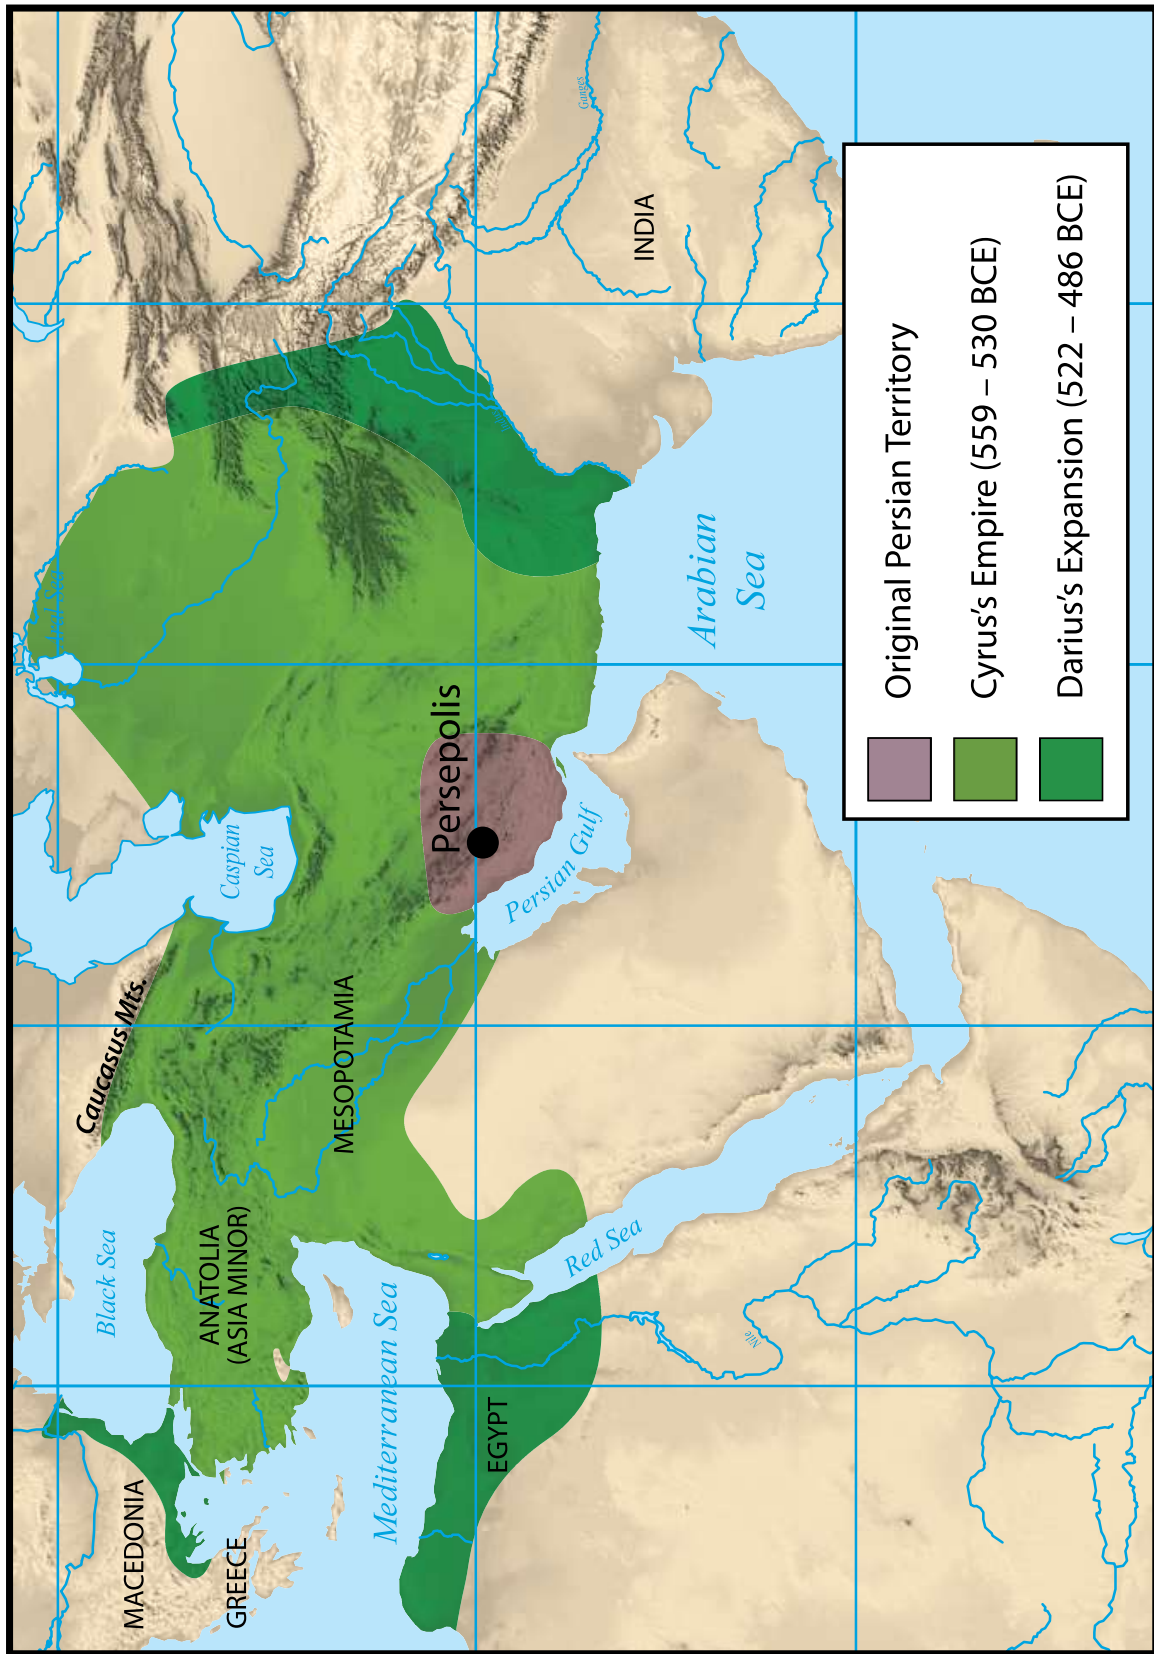 MACEDONIA
GREECE
Black Sea
ANATOLIA
(ASIA MINOR)
Mediterranean Sea
EGYPT
Caucasus Mts.
MESOPOTAMIA
Red Sea
Nile
Caspian
Sea
Persepolis
Persian Gulf
Aral Sea
Arabian
Sea
INDIA
Ganges
Original Persian Territory
Cyrus's Empire (559 – 530 BCE)
Darius's Expansion (522 – 486 BCE)